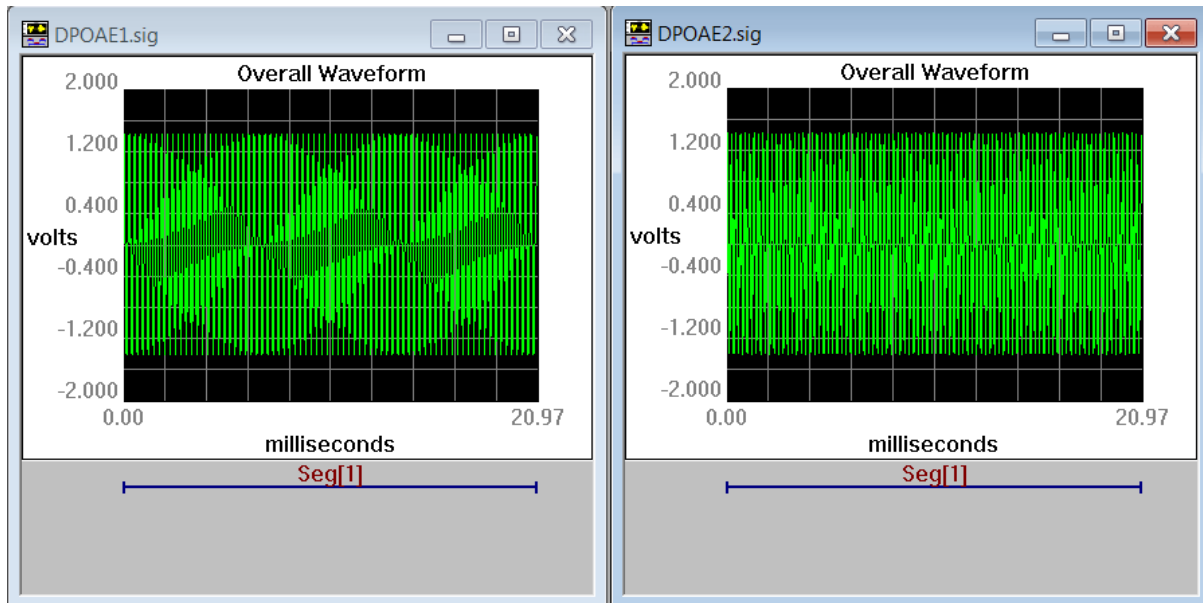 DPOAE1.sig
Overall Waveform
2.000
1.200
0.400
volts
-0.400
-1.200
-2.000
0.00 20.97
milliseconds
Seg[1]
DPOAE2.sig
Overall Waveform
2.000
1.200
0.400
volts
-0.400
-1.200
-2.000
0.00 20.97
milliseconds
Seg[1]